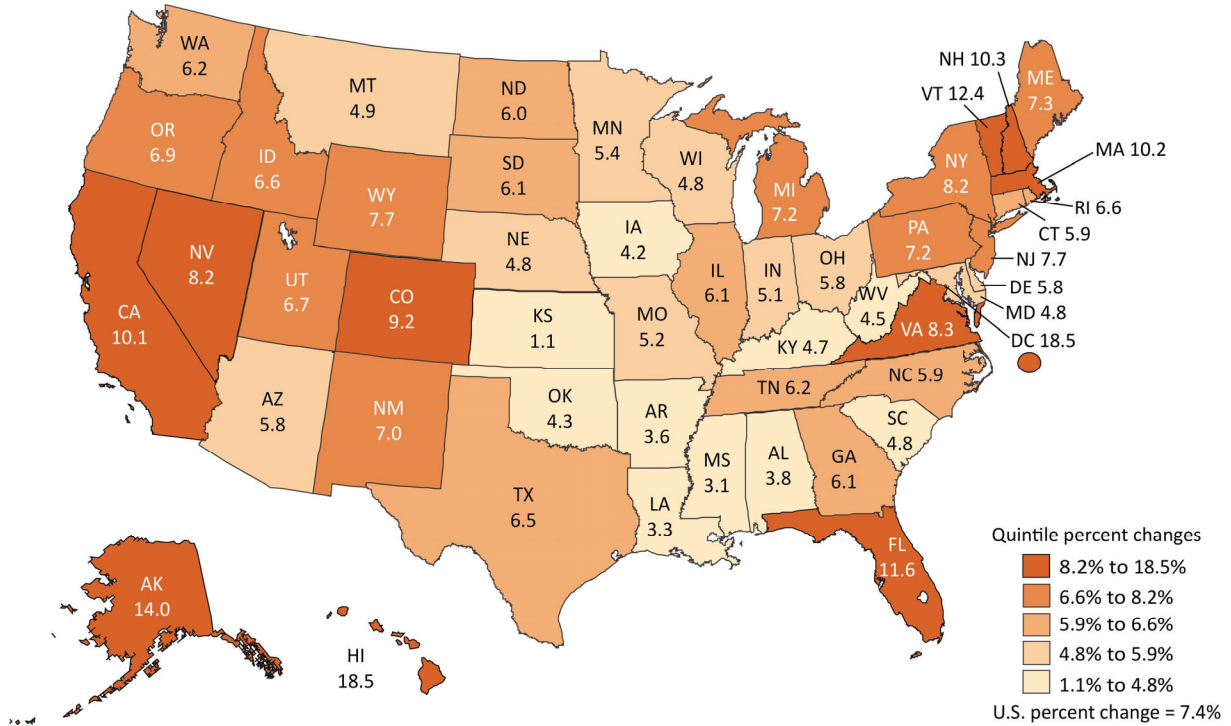 WA
6.2
MT
4.9
ND
6.0
MN
5.4
NH 10.3
VT 12.4
ME
7.3
OR
6.9
ID
6.6
SD
6.1
WI
4.8
MI
7.2
NY
8.2
MA 10.2
WY
7.7
RI 6.6
CT 5.9
NE
4.8
IA
4.2
PA
7.2
NJ 7.7
NV
8.2
UT
6.7
CO
9.2
IL
6.1
IN
5.1
OH
5.8
DE 5.8
MD 4.8
DC 18.5
CA
10.1
KS
1.1
MO
5.2
WV
4.5
VA 8.3
KY 4.7
AZ
5.8
NM
7.0
OK
4.3
AR
3.6
TN 6.2
NC 5.9
SC
4.8
MS
3.1
AL
3.8
GA
6.1
TX
6.5
LA
3.3
FL
11.6
AK
14.0
HI
18.5
Quintile percent changes
8.2% to 18.5%
6.6% to 8.2%
5.9% to 6.6%
4.8% to 5.9%
1.1% to 4.8%
U.S. percent change = 7.4%